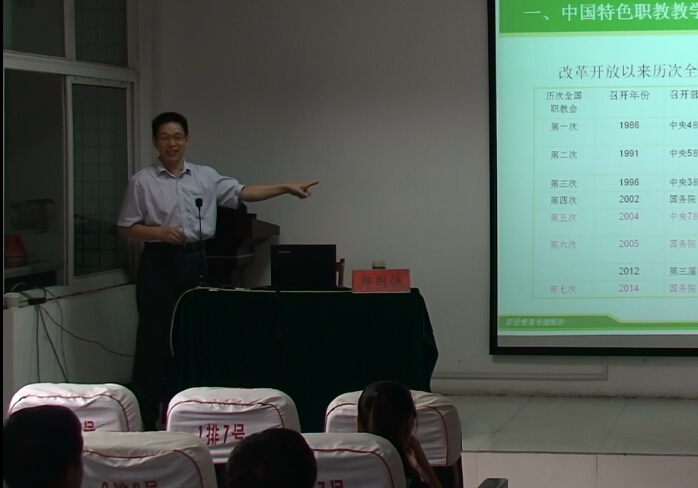 一、中国特色职教教学
改革开放以来历次全
历次全国职教会 召开年份 召开部
第一次 1986 中央4部
第二次 1991 中央5部
第三次 1996 中央3部
第四次 2002 国务院
第五次 2004 中央7部
第六次 2005 国务院
2012 第三届
第七次 2014 国务院
1排7号